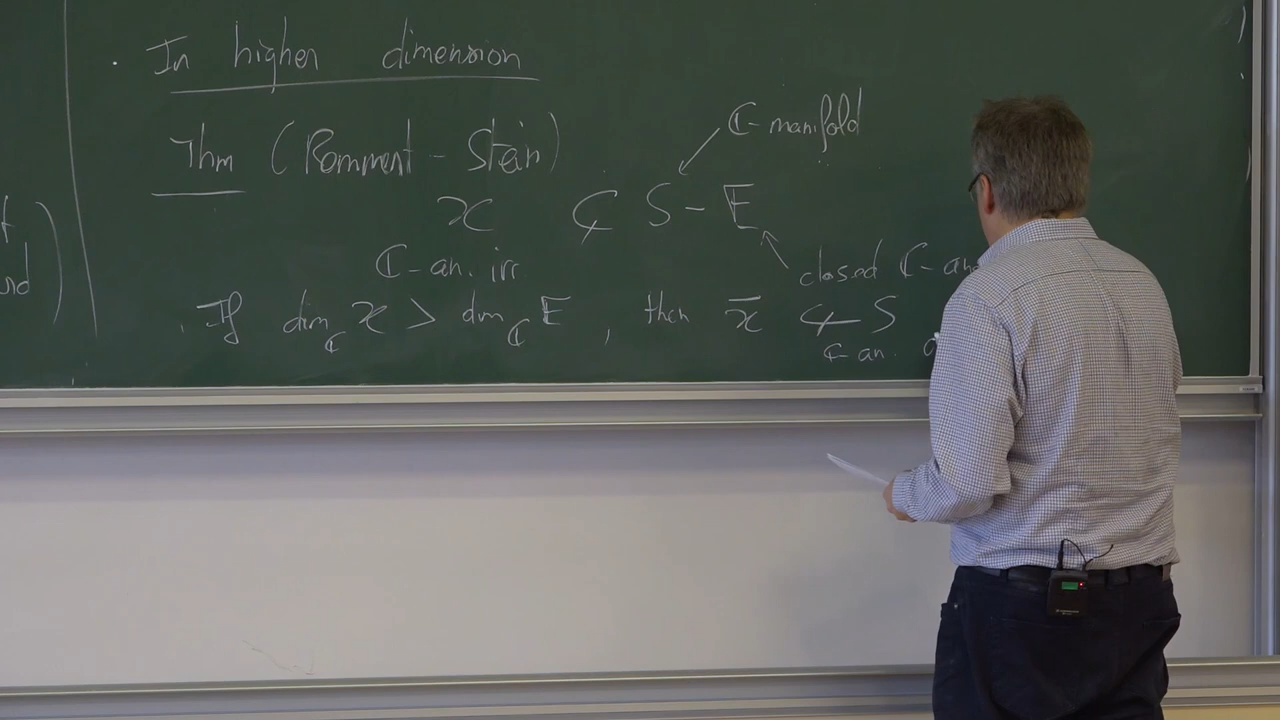 . In higher dimension
Thm (Remmert - Stein)
ℂ-manifold
X ⊂ S - E
ℂ-an. irr
closed ℂ-an
. If dim_ℂ X > dim_ℂ E, then X̄ ⊂ S
ℂ an.